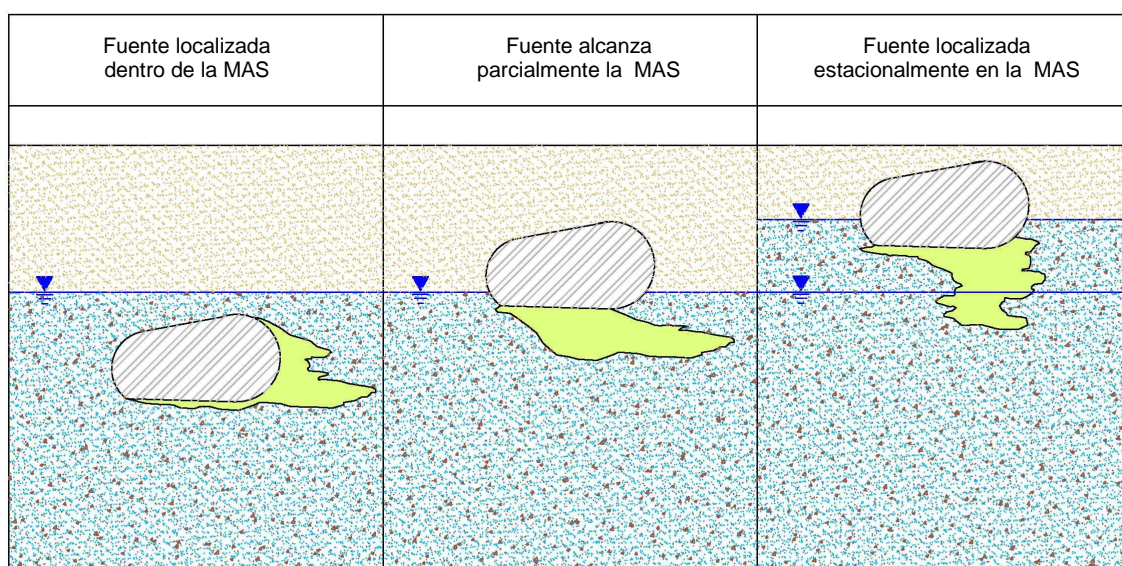 Fuente localizada
dentro de la MAS
Fuente alcanza
parcialmente la MAS
Fuente localizada
estacionalmente en la MAS